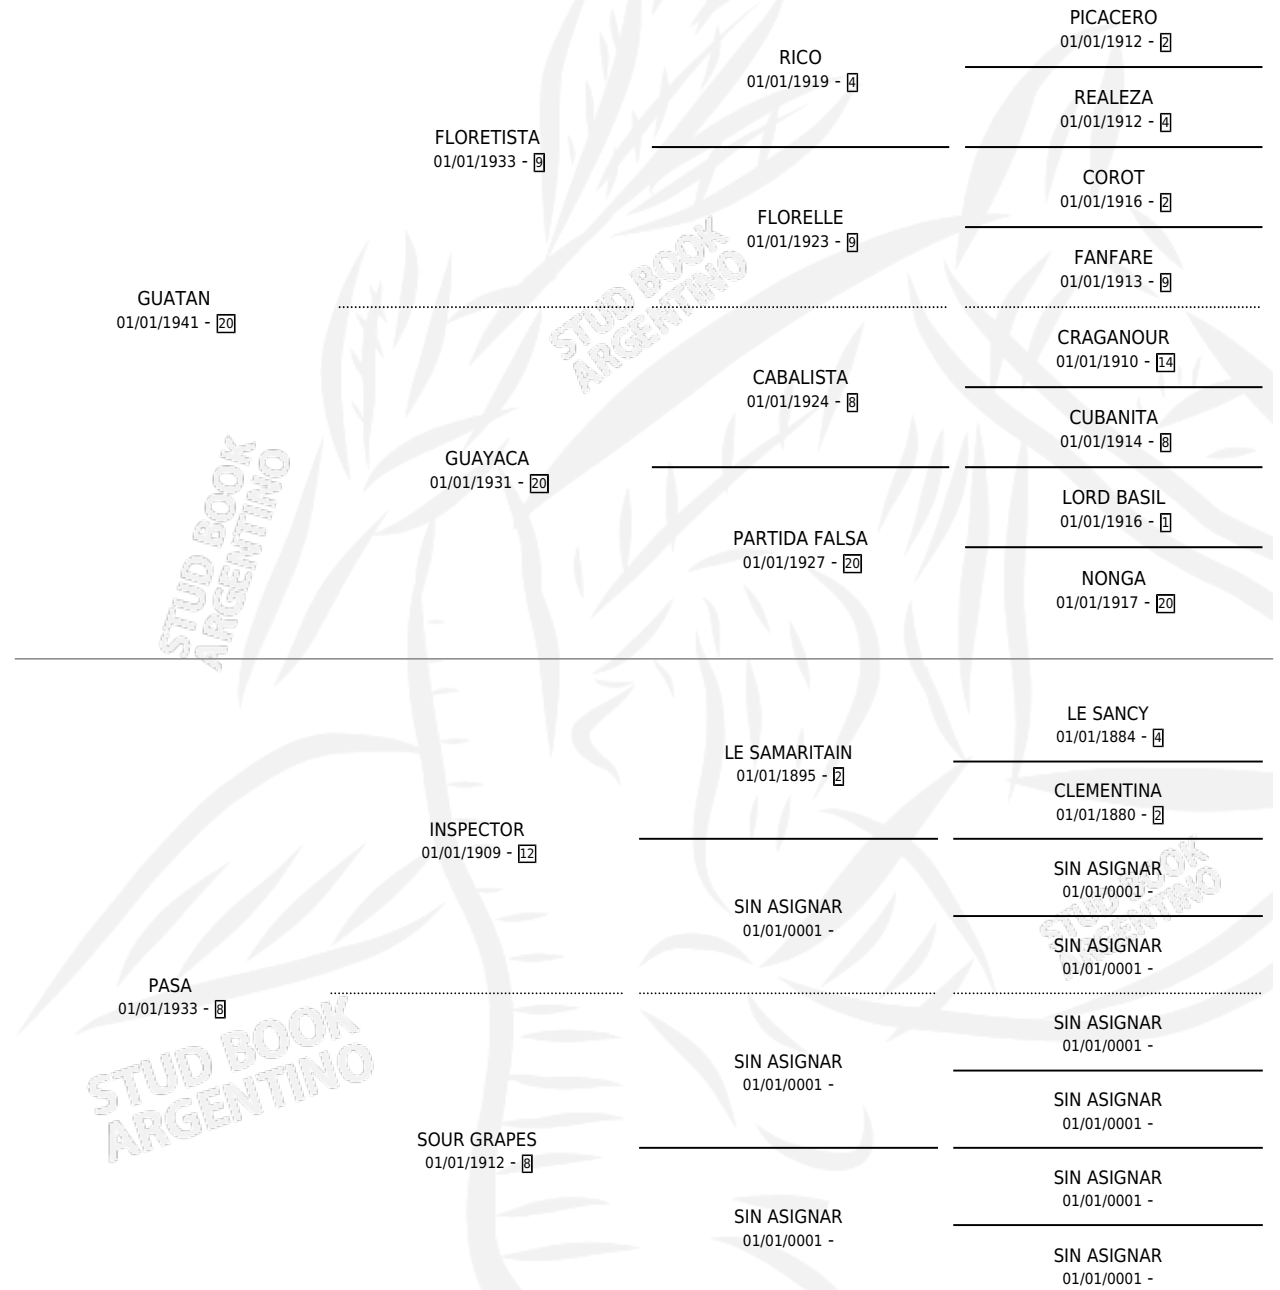 PICACERO
01/01/1912 - 2
RICO
01/01/1919 - 4
REALEZA
01/01/1912 - 4
FLORETISTA
01/01/1933 - 9
COROT
01/01/1916 - 2
FLORELLE
01/01/1923 - 9
FANFARE
01/01/1913 - 9
GUATAN
01/01/1941 - 20
CRAGANOUR
01/01/1910 - 14
CABALISTA
01/01/1924 - 8
CUBANITA
01/01/1914 - 8
GUAYACA
01/01/1931 - 20
LORD BASIL
01/01/1916 - 1
PARTIDA FALSA
01/01/1927 - 20
NONGA
01/01/1917 - 20
STUD BOOK
ARGENTINO
STUD BOOK
ARGENTINO
LE SANCY
01/01/1884 - 4
LE SAMARITAIN
01/01/1895 - 2
CLEMENTINA
01/01/1880 - 2
INSPECTOR
01/01/1909 - 12
SIN ASIGNAR
01/01/0001 -
SIN ASIGNAR
01/01/0001 -
SIN ASIGNAR
01/01/0001 -
PASA
01/01/1933 - 8
SIN ASIGNAR
01/01/0001 -
SIN ASIGNAR
01/01/0001 -
SIN ASIGNAR
01/01/0001 -
SOUR GRAPES
01/01/1912 - 8
SIN ASIGNAR
01/01/0001 -
SIN ASIGNAR
01/01/0001 -
SIN ASIGNAR
01/01/0001 -
STUD BOOK
ARGENTINO
STUD BOOK
ARGENTINO